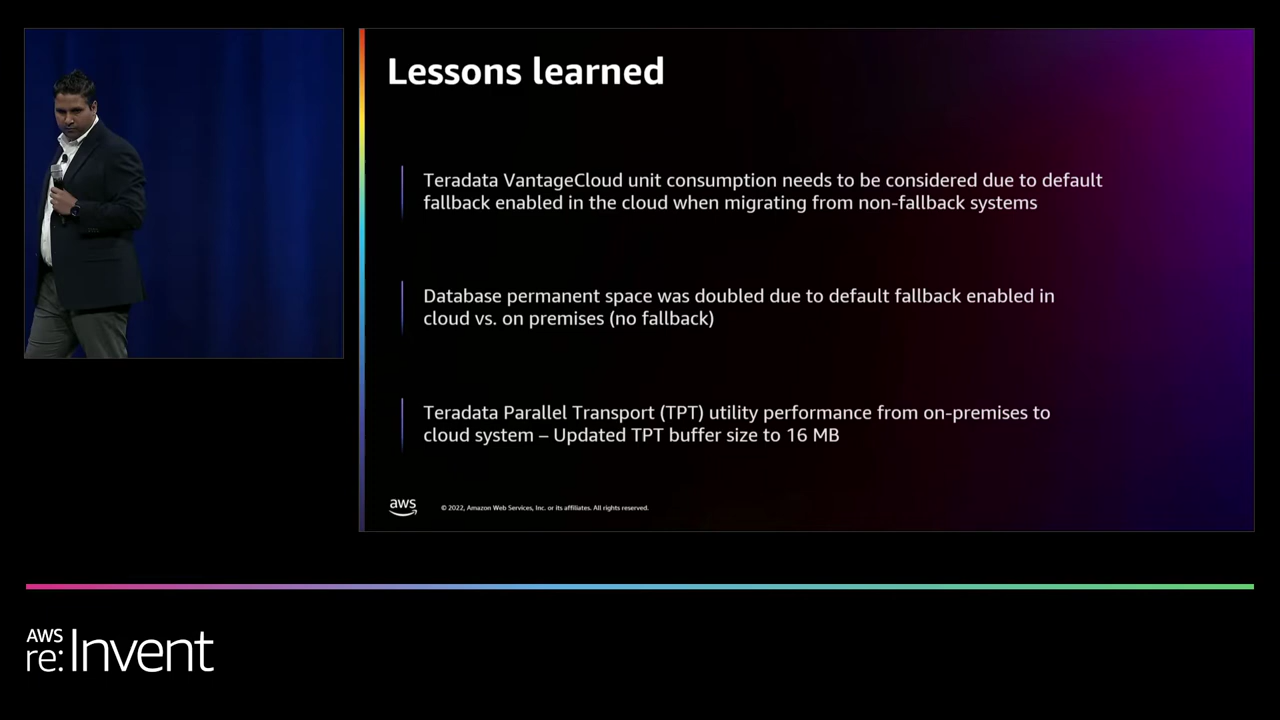 Lessons learned
Teradata VantageCloud unit consumption needs to be considered due to default
fallback enabled in the cloud when migrating from non-fallback systems
Database permanent space was doubled due to default fallback enabled in
cloud vs. on premises (no fallback)
Teradata Parallel Transport (TPT) utility performance from on-premises to
cloud system – Updated TPT buffer size to 16 MB
aws
© 2022, Amazon Web Services, Inc. or its affiliates. All rights reserved.
AWS
re:Invent